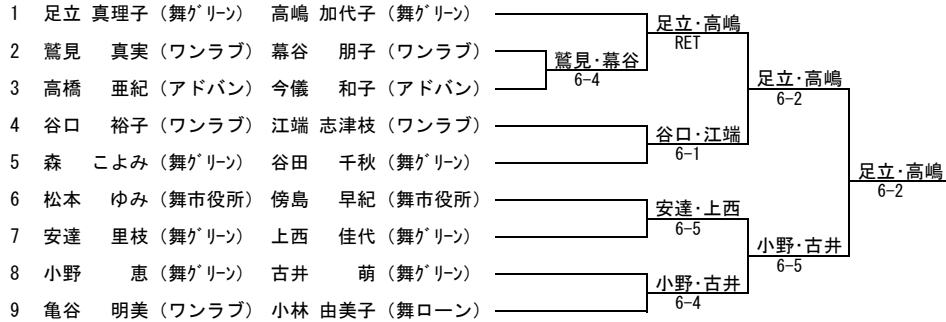 1 足立 真理子 (舞グリーン) 高嶋 加代子 (舞グリーン)
足立・高嶋
RET
2 鷲見 真実 (ワンラブ) 幕谷 朋子 (ワンラブ)
鷲見・幕谷
6-4
3 高橋 亜紀 (アドバン) 今儀 和子 (アドバン)
足立・高嶋
6-2
4 谷口 裕子 (ワンラブ) 江端 志津枝 (ワンラブ)
谷口・江端
6-1
5 森 こよみ (舞グリーン) 谷田 千秋 (舞グリーン)
足立・高嶋
6-2
6 松本 ゆみ (舞市役所) 傍島 早紀 (舞市役所)
安達・上西
6-5
7 安達 里枝 (舞グリーン) 上西 佳代 (舞グリーン)
小野・古井
6-5
8 小野 恵 (舞グリーン) 古井 萌 (舞グリーン)
小野・古井
6-4
9 亀谷 明美 (ワンラブ) 小林 由美子 (舞ローン)